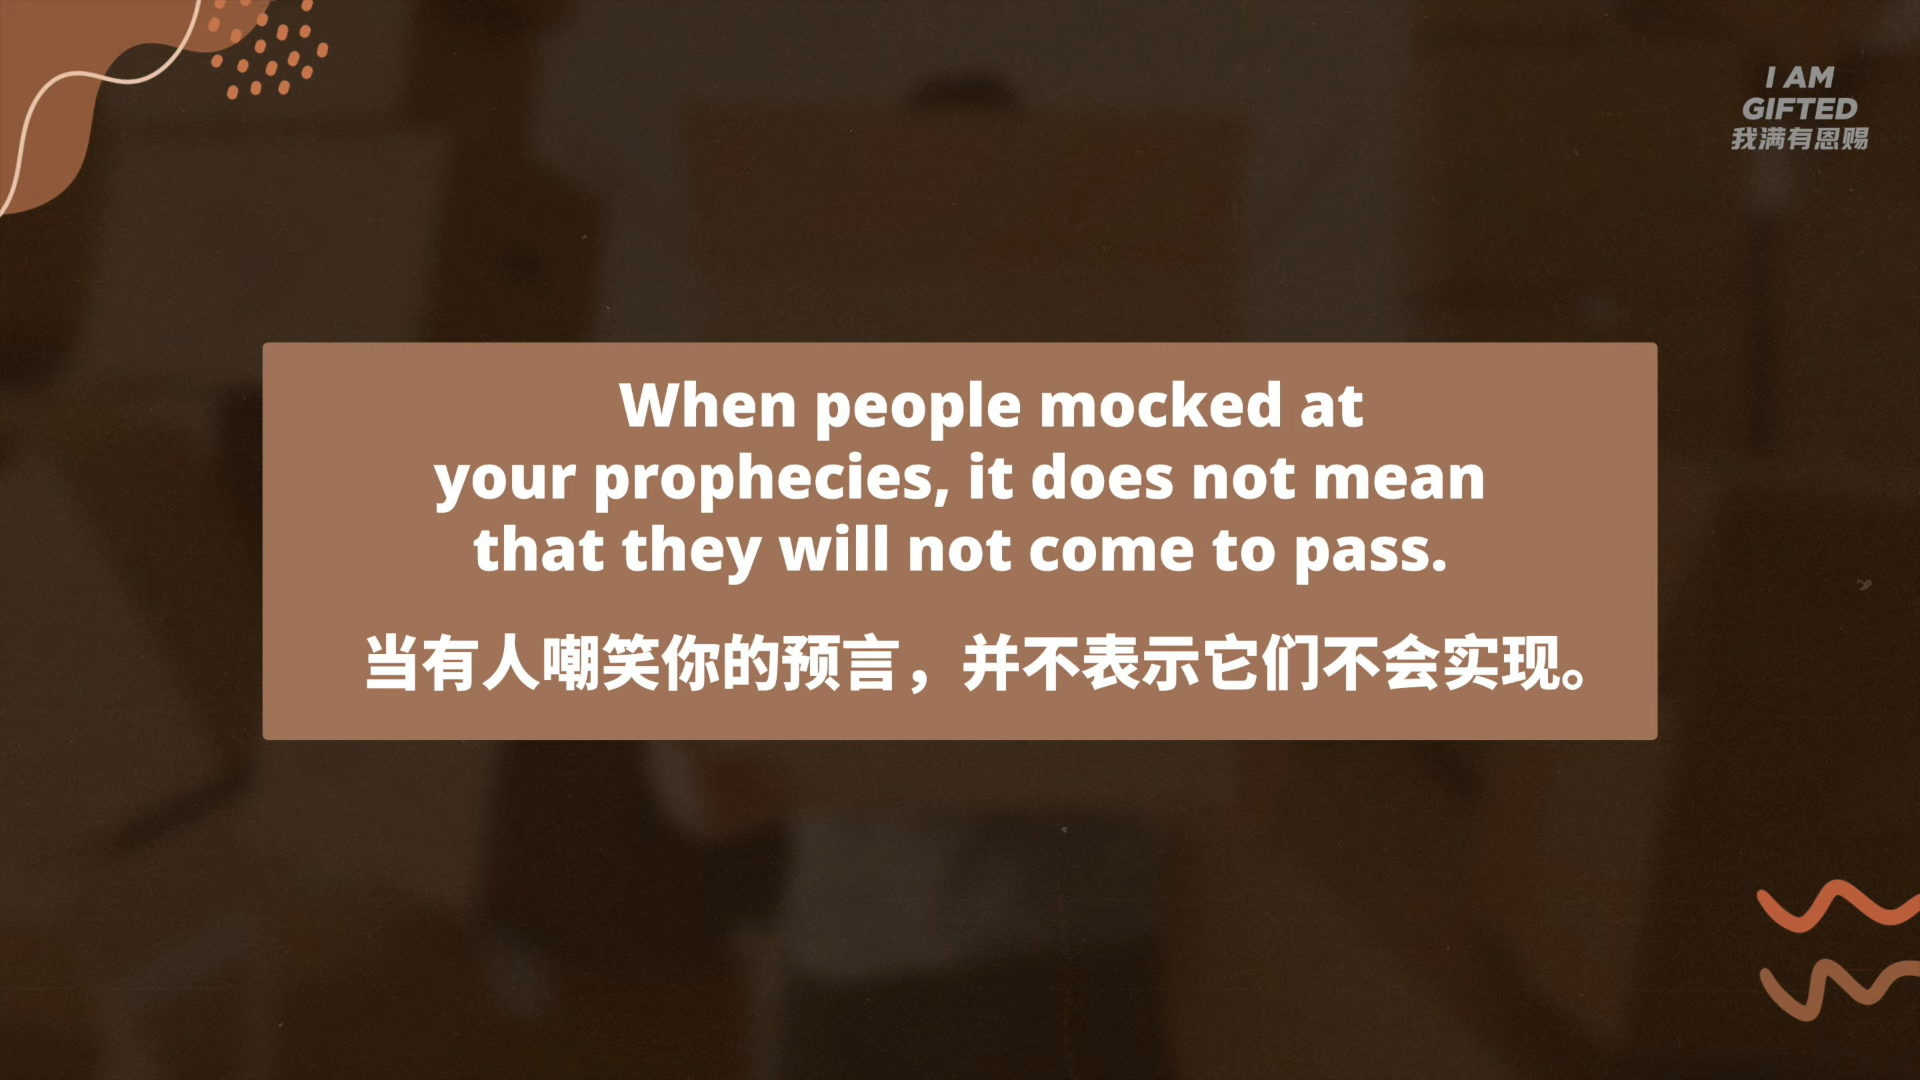 I AM
GIFTED
我满有恩赐
When people mocked at
your prophecies, it does not mean
that they will not come to pass.
当有人嘲笑你的预言，并不表示它们不会实现。